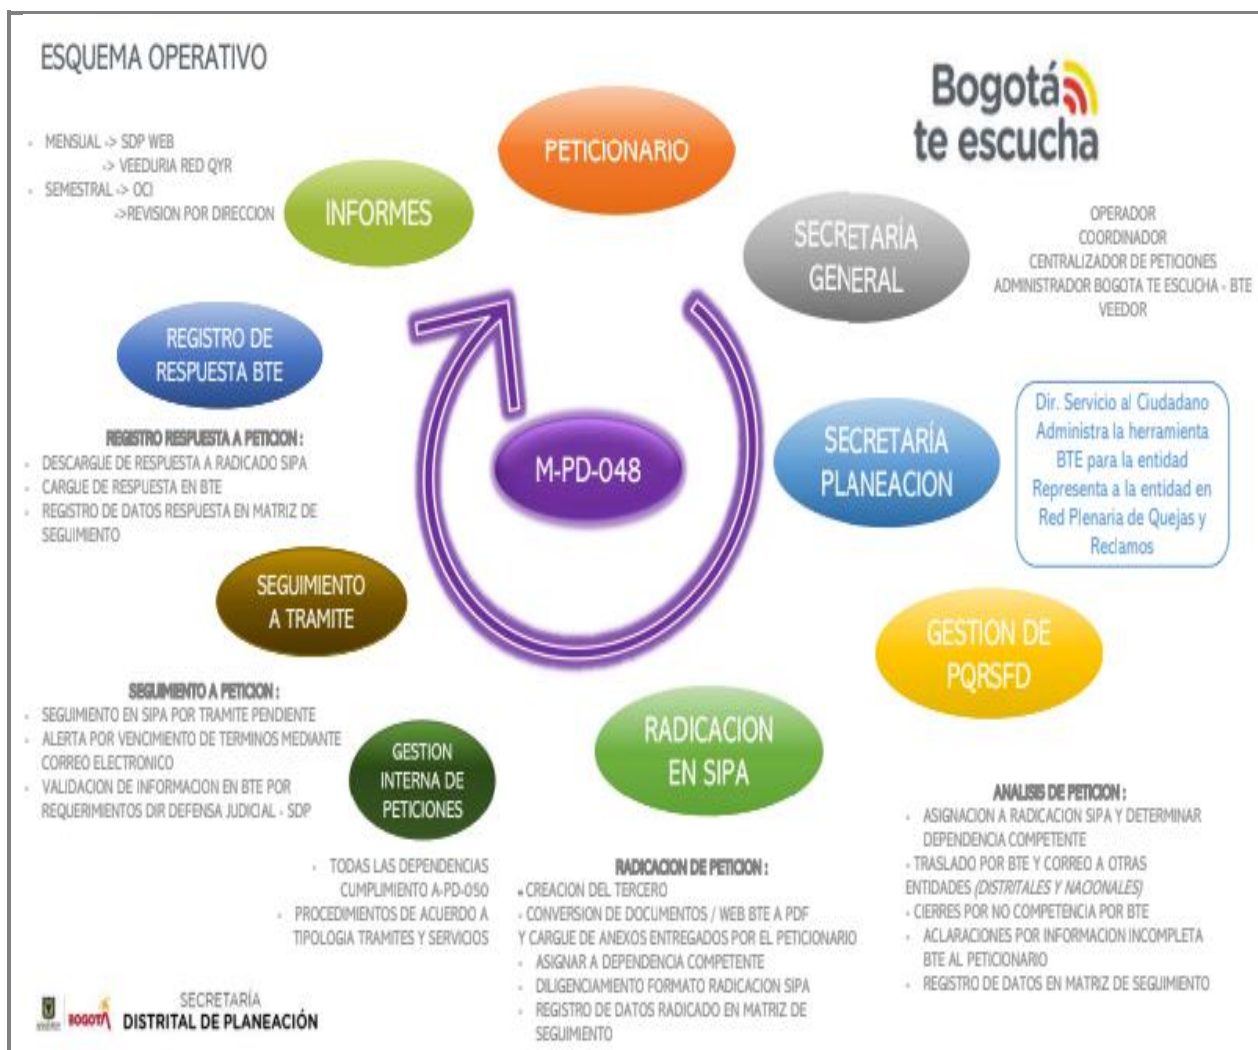 ESQUEMA OPERATIVO
Bogotá
te escucha
PETICIONARIO
- MENSUAL -> SDP WEB
-> VEEDURIA RED QYR
- SEMESTRAL -> OCI
->REVISION POR DIRECCION
INFORMES
SECRETARÍA
GENERAL
OPERADOR
COORDINADOR
CENTRALIZADOR DE PETICIONES
ADMINISTRADOR BOGOTA TE ESCUCHA - BTE
VEEDOR
REGISTRO DE
RESPUESTA BTE
REGISTRO RESPUESTA A PETICION :
- DESCARGUE DE RESPUESTA A RADICADO SIPA
- CARGUE DE RESPUESTA EN BTE
- REGISTRO DE DATOS RESPUESTA EN MATRIZ DE
SEGUIMIENTO
M-PD-048
SECRETARÍA
PLANEACION
Dir. Servicio al Ciudadano
Administra la herramienta
BTE para la entidad
Representa a la entidad en
Red Plenaria de Quejas y
Reclamos
SEGUIMIENTO
A TRAMITE
SEGUIMIENTO A PETICION :
- SEGUIMIENTO EN SIPA POR TRAMITE PENDIENTE
- ALERTA POR VENCIMIENTO DE TERMINOS MEDIANTE
CORREO ELECTRONICO
- VALIDACION DE INFORMACION EN BTE POR
REQUERIMIENTOS DIR DEFENSA JUDICIAL - SDP
GESTION DE
PQRSFD
ANALISIS DE PETICION :
- ASIGNACION A RADICACION SIPA Y DETERMINAR
DEPENDENCIA COMPETENTE
- TRASLADO POR BTE Y CORREO A OTRAS
ENTIDADES (DISTRITALES Y NACIONALES)
- CIERRES POR NO COMPETENCIA POR BTE
- ACLARACIONES POR INFORMACION INCOMPLETA
BTE AL PETICIONARIO
- REGISTRO DE DATOS EN MATRIZ DE SEGUIMIENTO
RADICACION
EN SIPA
RADICACION DE PETICION :
- CREACION DEL TERCERO
- CONVERSION DE DOCUMENTOS / WEB BTE A PDF
Y CARGUE DE ANEXOS ENTREGADOS POR EL PETICIONARIO
- ASIGNAR A DEPENDENCIA COMPETENTE
- DILIGENCIAMIENTO FORMATO RADICACION SIPA
- REGISTRO DE DATOS RADICADO EN MATRIZ DE
SEGUIMIENTO
GESTION
INTERNA DE
PETICIONES
- TODAS LAS DEPENDENCIAS
CUMPLIMIENTO A-PD-050
- PROCEDIMIENTOS DE ACUERDO A
TIPOLOGIA TRAMITES Y SERVICIOS
BOGOTÁ
SECRETARÍA
DISTRITAL DE PLANEACIÓN